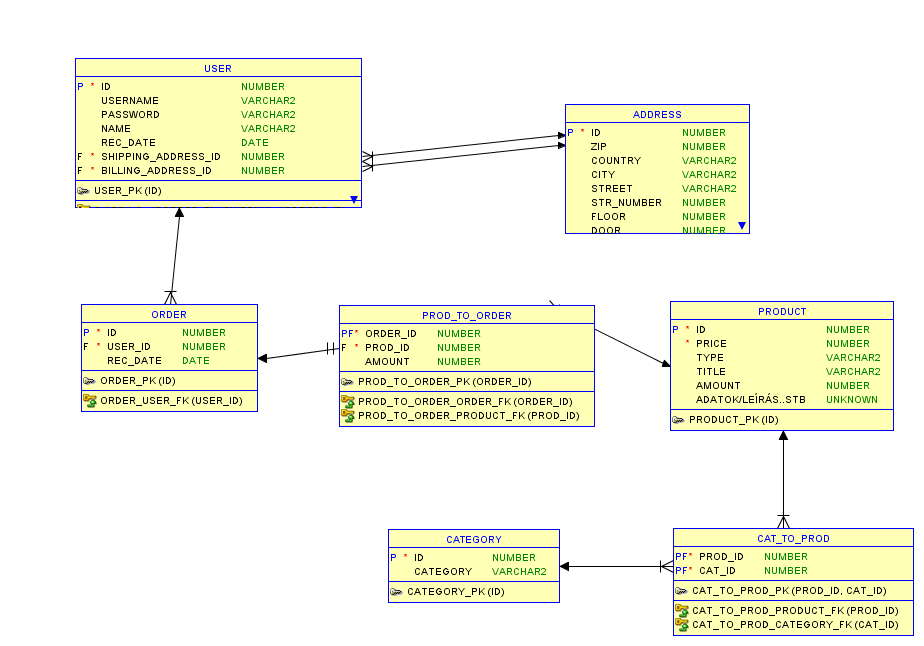 USER
P * ID NUMBER
USERNAME VARCHAR2
PASSWORD VARCHAR2
NAME VARCHAR2
REC_DATE DATE
F * SHIPPING_ADDRESS_ID NUMBER
F * BILLING_ADDRESS_ID NUMBER
USER_PK (ID)
ADDRESS
P * ID NUMBER
ZIP NUMBER
COUNTRY VARCHAR2
CITY VARCHAR2
STREET VARCHAR2
STR_NUMBER NUMBER
FLOOR NUMBER
DOOR NUMBER
ORDER
P * ID NUMBER
F * USER_ID NUMBER
REC_DATE DATE
ORDER_PK (ID)
ORDER_USER_FK (USER_ID)
PROD_TO_ORDER
PF* ORDER_ID NUMBER
F * PROD_ID NUMBER
AMOUNT NUMBER
PROD_TO_ORDER_PK (ORDER_ID)
PROD_TO_ORDER_ORDER_FK (ORDER_ID)
PROD_TO_ORDER_PRODUCT_FK (PROD_ID)
PRODUCT
P * ID NUMBER
* PRICE NUMBER
TYPE VARCHAR2
TITLE VARCHAR2
AMOUNT NUMBER
ADATOK/LEÍRÁS..STB UNKNOWN
PRODUCT_PK (ID)
CATEGORY
P * ID NUMBER
CATEGORY VARCHAR2
CATEGORY_PK (ID)
CAT_TO_PROD
PF* PROD_ID NUMBER
PF* CAT_ID NUMBER
CAT_TO_PROD_PK (PROD_ID, CAT_ID)
CAT_TO_PROD_PRODUCT_FK (PROD_ID)
CAT_TO_PROD_CATEGORY_FK (CAT_ID)